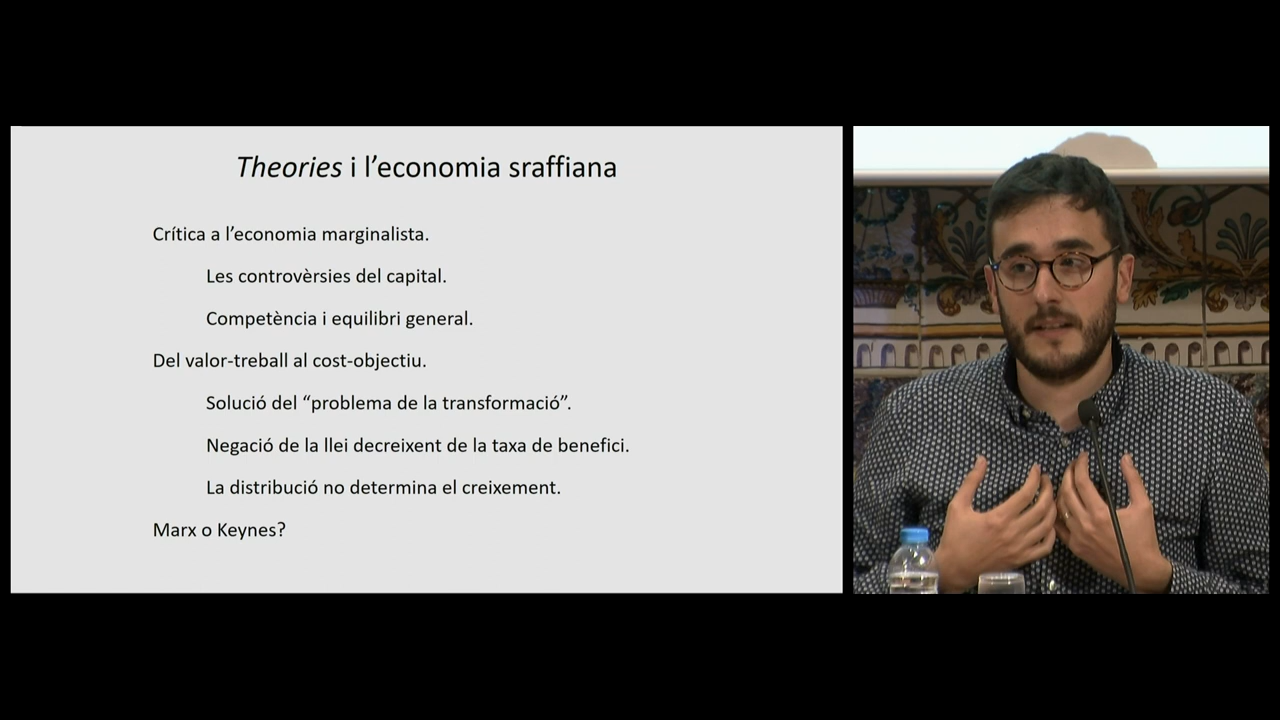 Theories i l’economia sraffiana
Crítica a l’economia marginalista.
Les controvèrsies del capital.
Competència i equilibri general.
Del valor-treball al cost-objectiu.
Solució del “problema de la transformació”.
Negació de la llei decreixent de la taxa de benefici.
La distribució no determina el creixement.
Marx o Keynes?